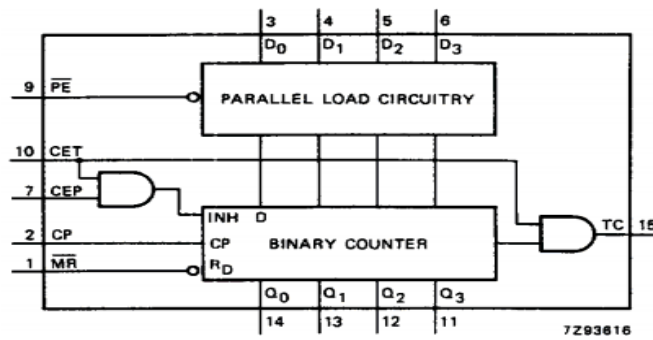 3 4 5 6
D0 D1 D2 D3
9 PE
PARALLEL LOAD CIRCUITRY
10 CET
7 CEP
INH D
TC 15
2 CP
CP BINARY COUNTER
1 MR
RD
Q0 Q1 Q2 Q3
14 13 12 11
7Z93616